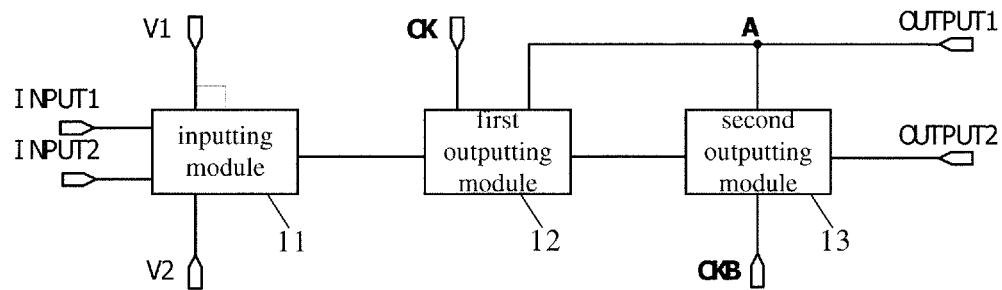 V1
CK
A
OUTPUT1
INPUT1
INPUT2
inputting
module
first
outputting
module
second
outputting
module
OUTPUT2
11
12
13
V2
CKB